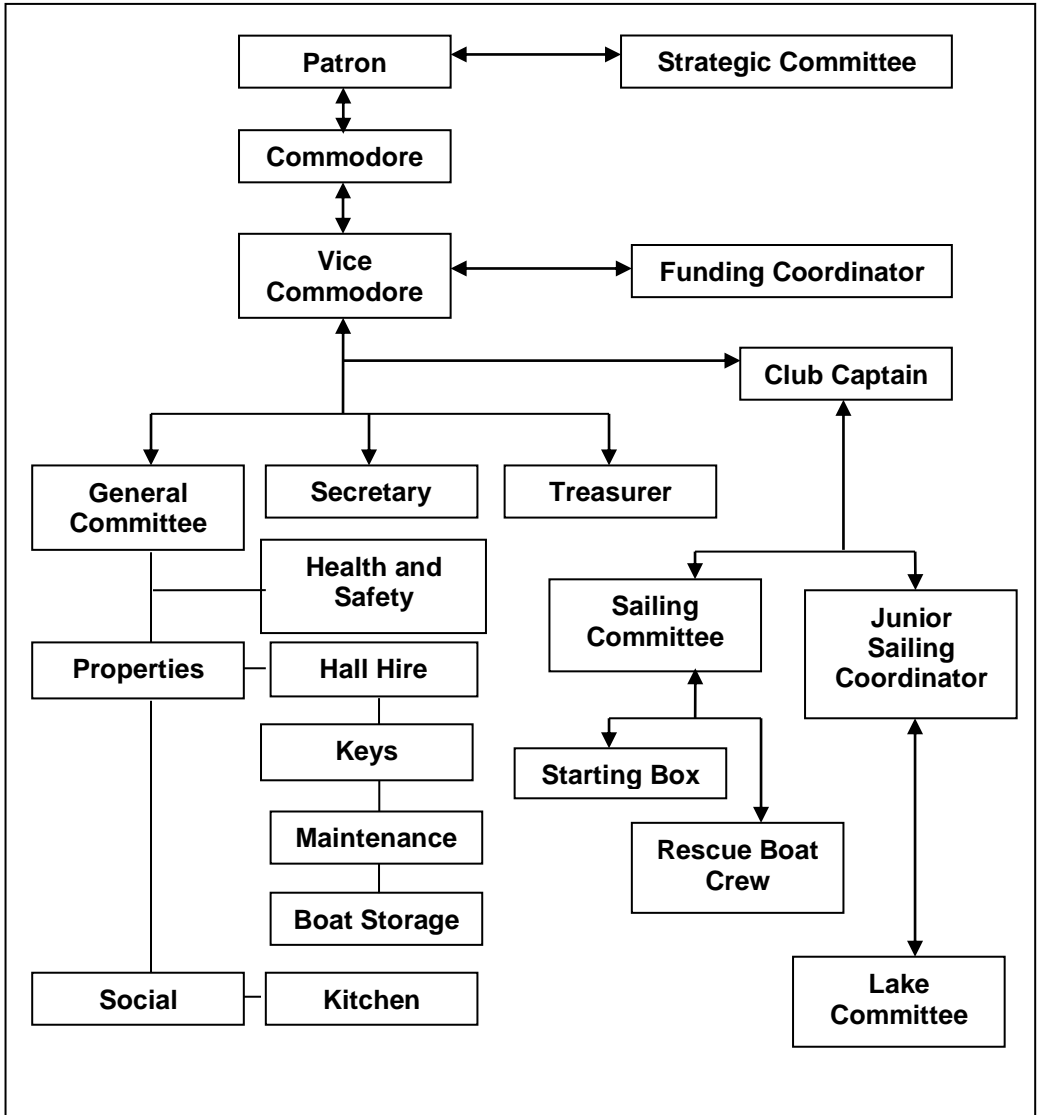 Patron
Strategic Committee
Commodore
Vice
Commodore
Funding Coordinator
Club Captain
General
Committee
Secretary
Treasurer
Health and
Safety
Sailing
Committee
Junior
Sailing
Coordinator
Properties
Hall Hire
Keys
Starting Box
Maintenance
Rescue Boat
Crew
Boat Storage
Social
Kitchen
Lake
Committee